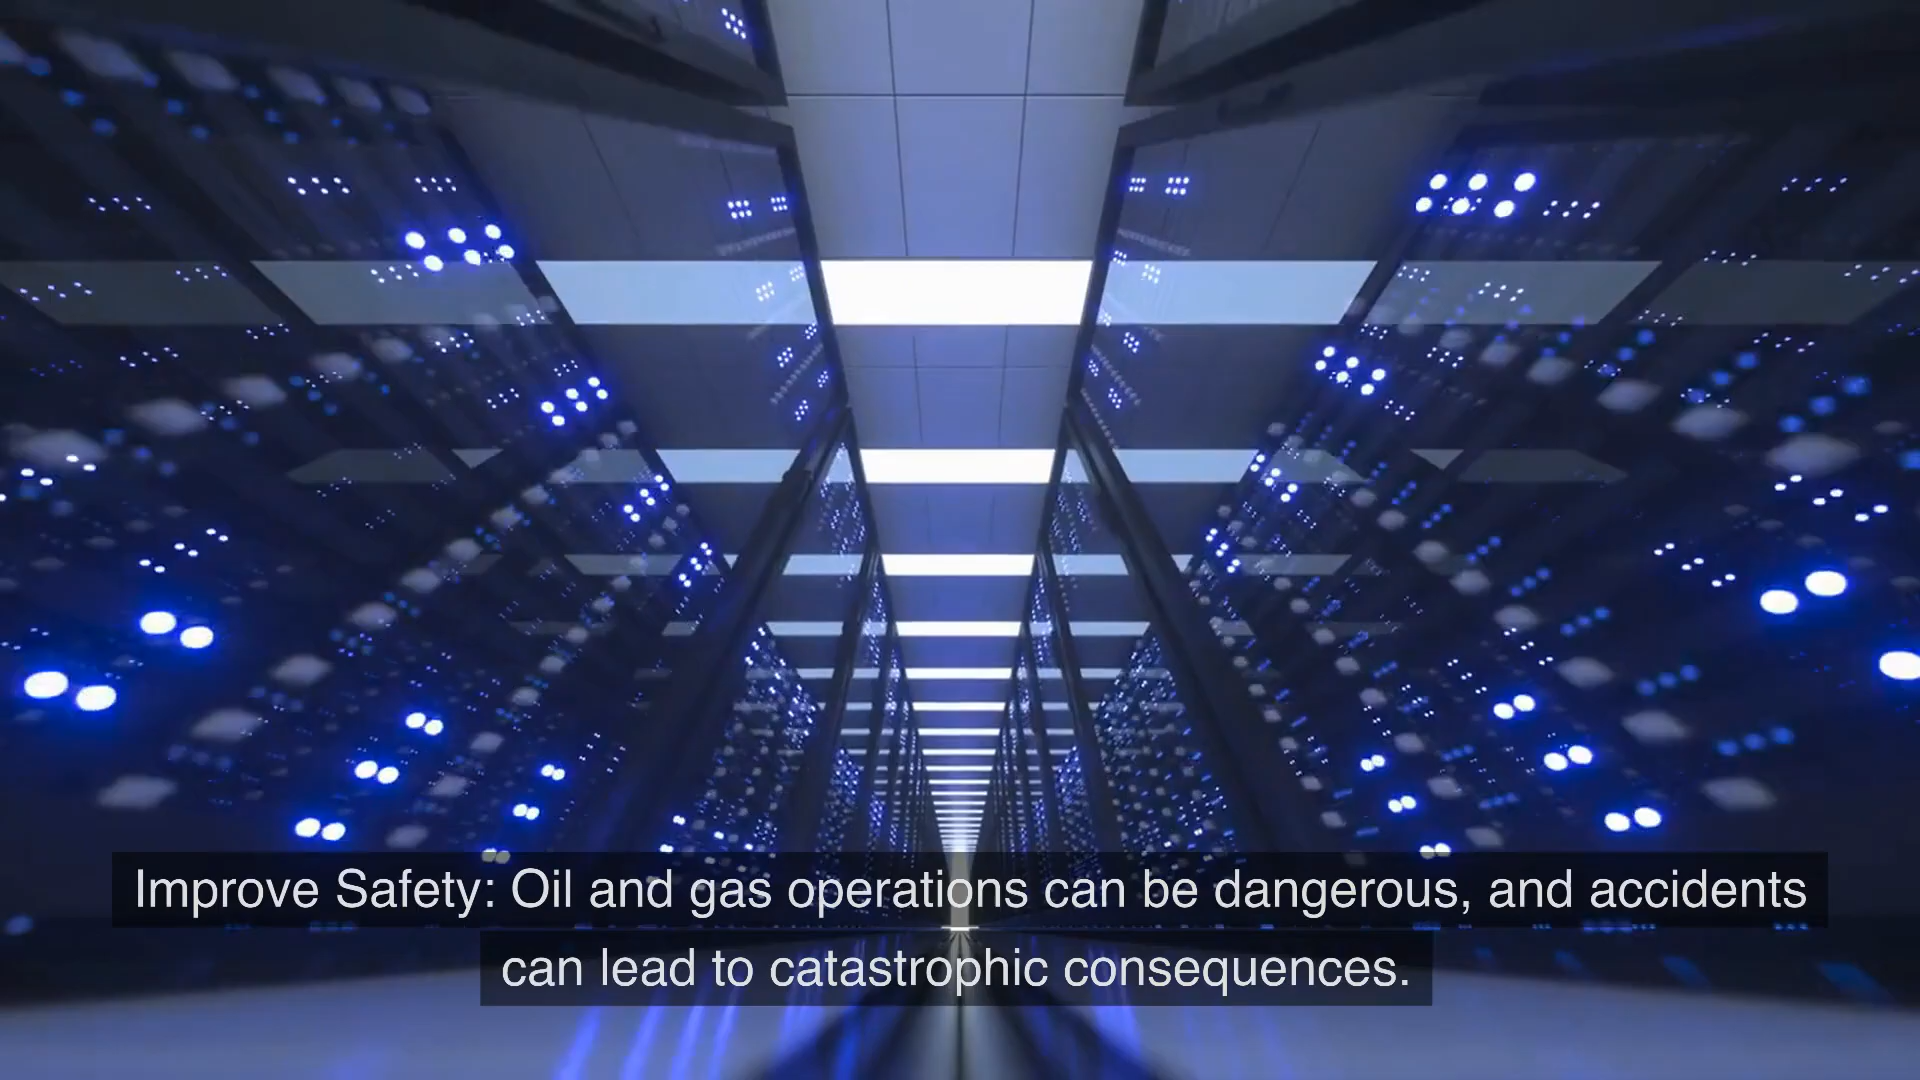 Improve Safety: Oil and gas operations can be dangerous, and accidents
can lead to catastrophic consequences.